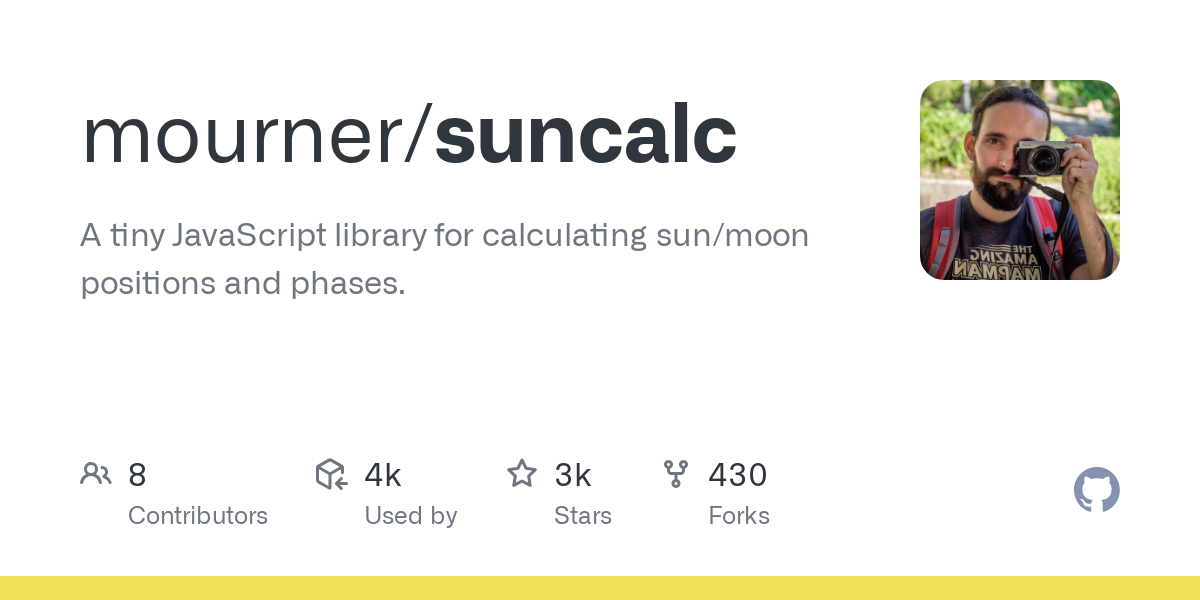 mourner/suncalc
A tiny JavaScript library for calculating sun/moon
positions and phases.
THE
AMAZING
MAPMAN
8
Contributors
4k
Used by
3k
Stars
430
Forks